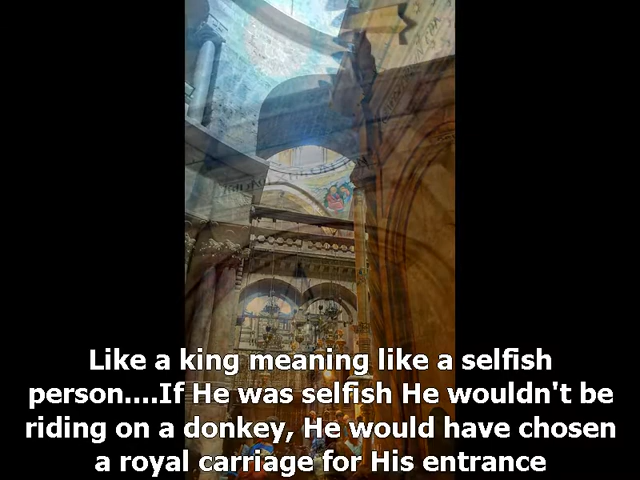 Like a king meaning like a selfish
person....If He was selfish He wouldn't be
riding on a donkey, He would have chosen
a royal carriage for His entrance